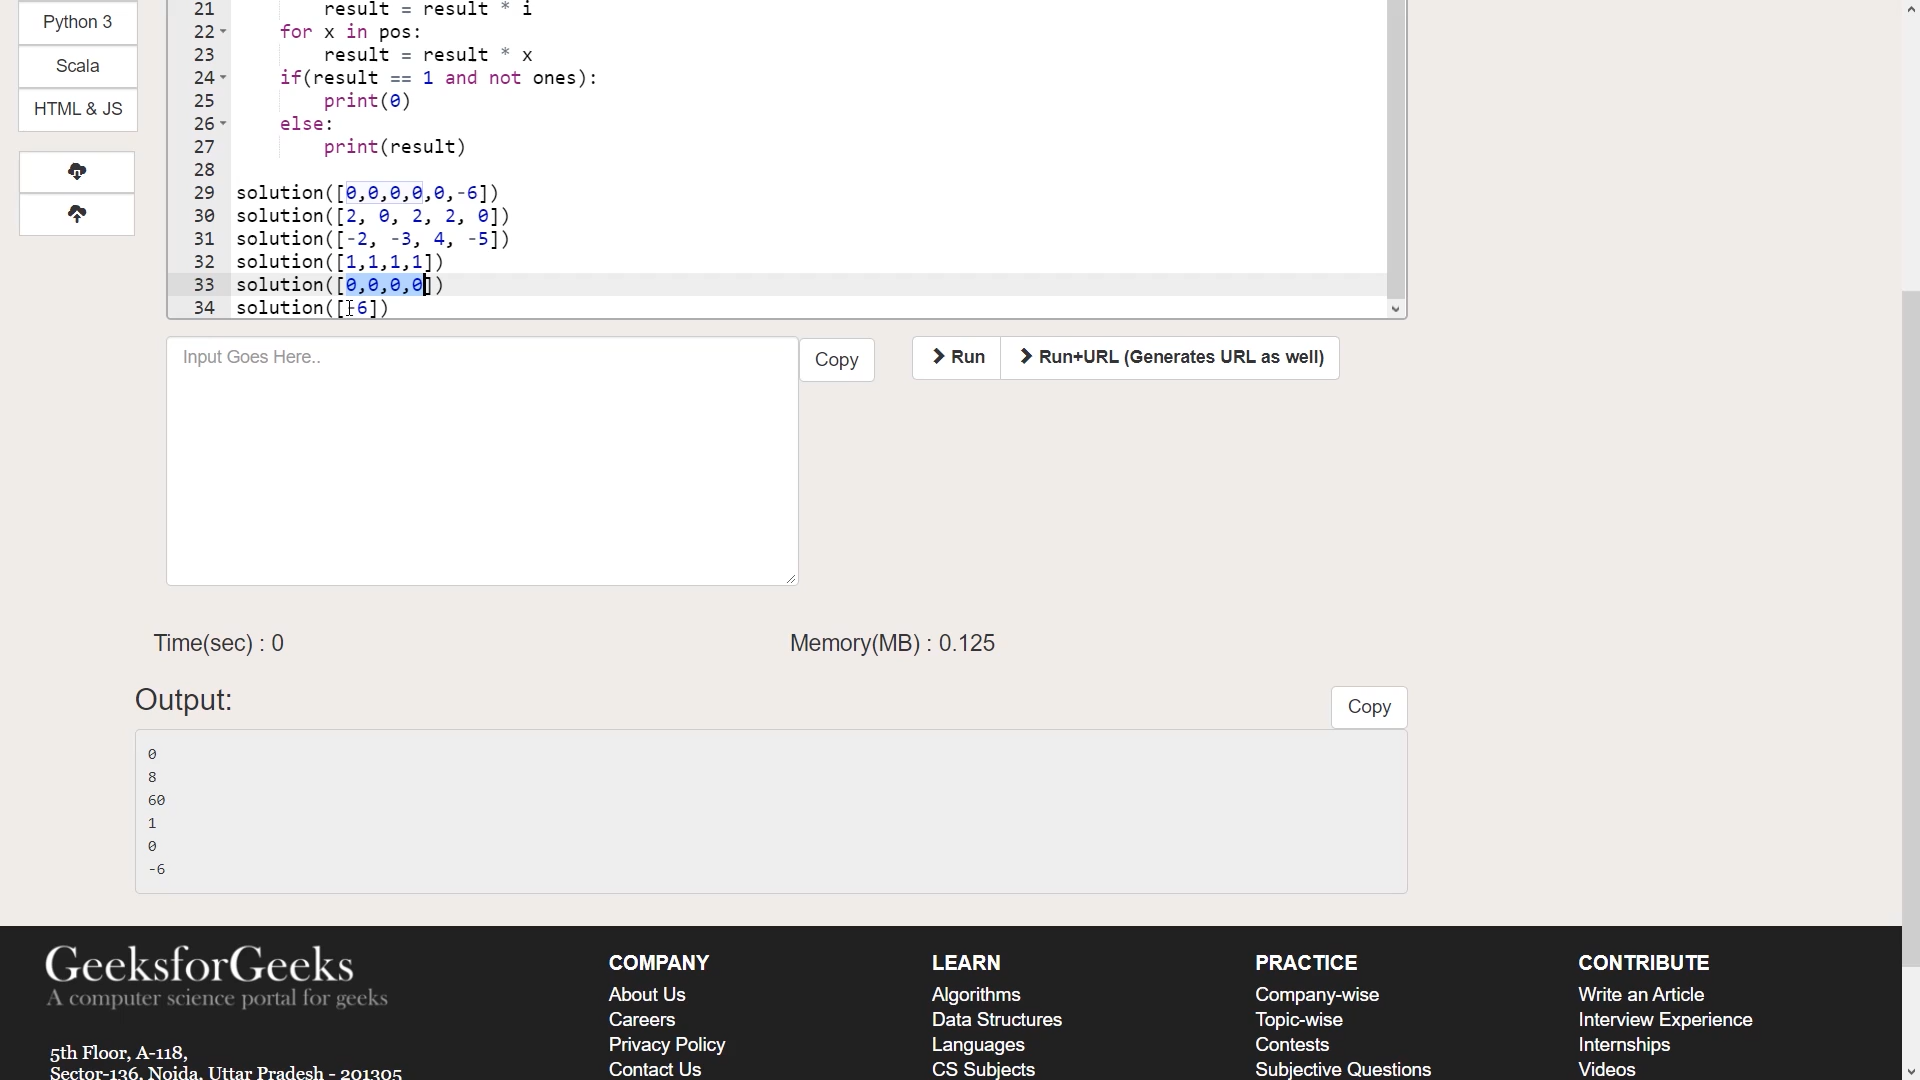 Python 3
Scala
HTML & JS
21 result = result * i
22 for x in pos:
23 result = result * x
24 if(result == 1 and not ones):
25 print(0)
26 else:
27 print(result)
28
29 solution([0,0,0,0,0,-6])
30 solution([2, 0, 2, 2, 0])
31 solution([-2, -3, 4, -5])
32 solution([1,1,1,1])
33 solution([0,0,0,0])
34 solution([-6])
Input Goes Here..
Copy
Run
Run+URL (Generates URL as well)
Time(sec) : 0
Memory(MB) : 0.125
Output:
Copy
0
8
60
1
0
-6
GeeksforGeeks
A computer science portal for geeks
5th Floor, A-118,
Sector-136, Noida, Uttar Pradesh - 201305
COMPANY
About Us
Careers
Privacy Policy
Contact Us
LEARN
Algorithms
Data Structures
Languages
CS Subjects
PRACTICE
Company-wise
Topic-wise
Contests
Subjective Questions
CONTRIBUTE
Write an Article
Interview Experience
Internships
Videos